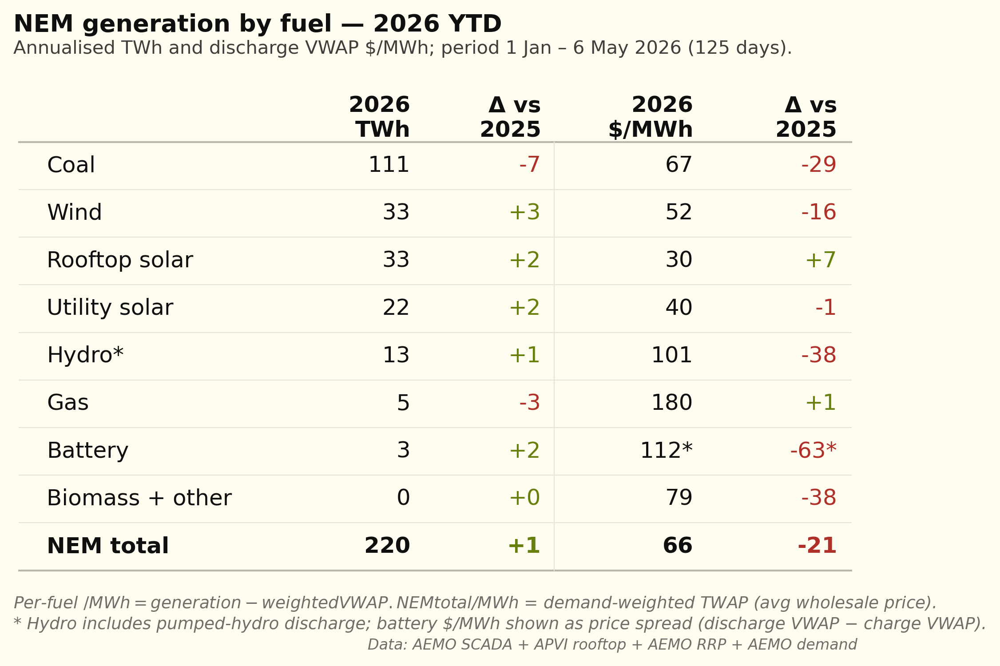 NEM generation by fuel — 2026 YTD
Annualised TWh and discharge VWAP $/MWh; period 1 Jan – 6 May 2026 (125 days).
2026 TWh Δ vs 2025 2026 $/MWh Δ vs 2025
Coal 111 -7 67 -29
Wind 33 +3 52 -16
Rooftop solar 33 +2 30 +7
Utility solar 22 +2 40 -1
Hydro* 13 +1 101 -38
Gas 5 -3 180 +1
Battery 3 +2 112* -63*
Biomass + other 0 +0 79 -38
NEM total 220 +1 66 -21
Per-fuel /MWh = generation − weightedVWAP. NEMtotal/MWh = demand-weighted TWAP (avg wholesale price).
* Hydro includes pumped-hydro discharge; battery $/MWh shown as price spread (discharge VWAP − charge VWAP).
Data: AEMO SCADA + APVI rooftop + AEMO RRP + AEMO demand